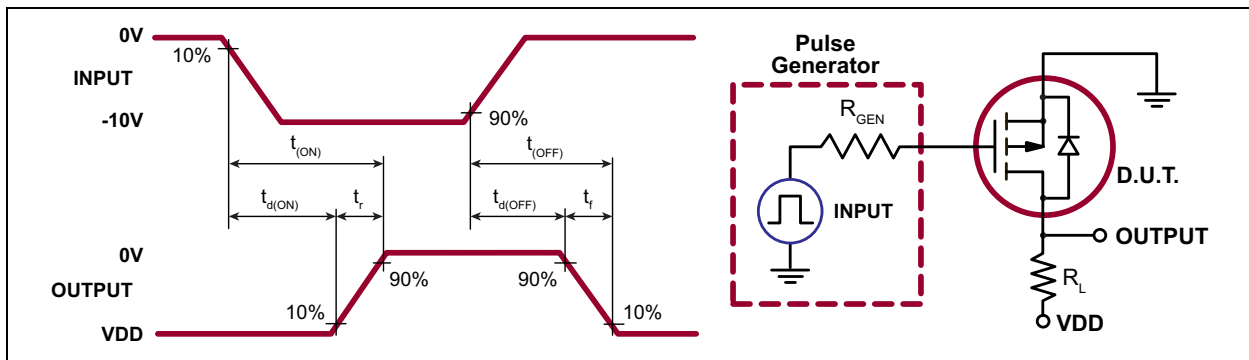 0V
10%
INPUT
-10V
90%
t(ON)
t(OFF)
td(ON)
tr
td(OFF)
tf
0V
OUTPUT
90%
90%
10%
10%
VDD
Pulse
Generator
RGEN
INPUT
D.U.T.
OUTPUT
RL
VDD